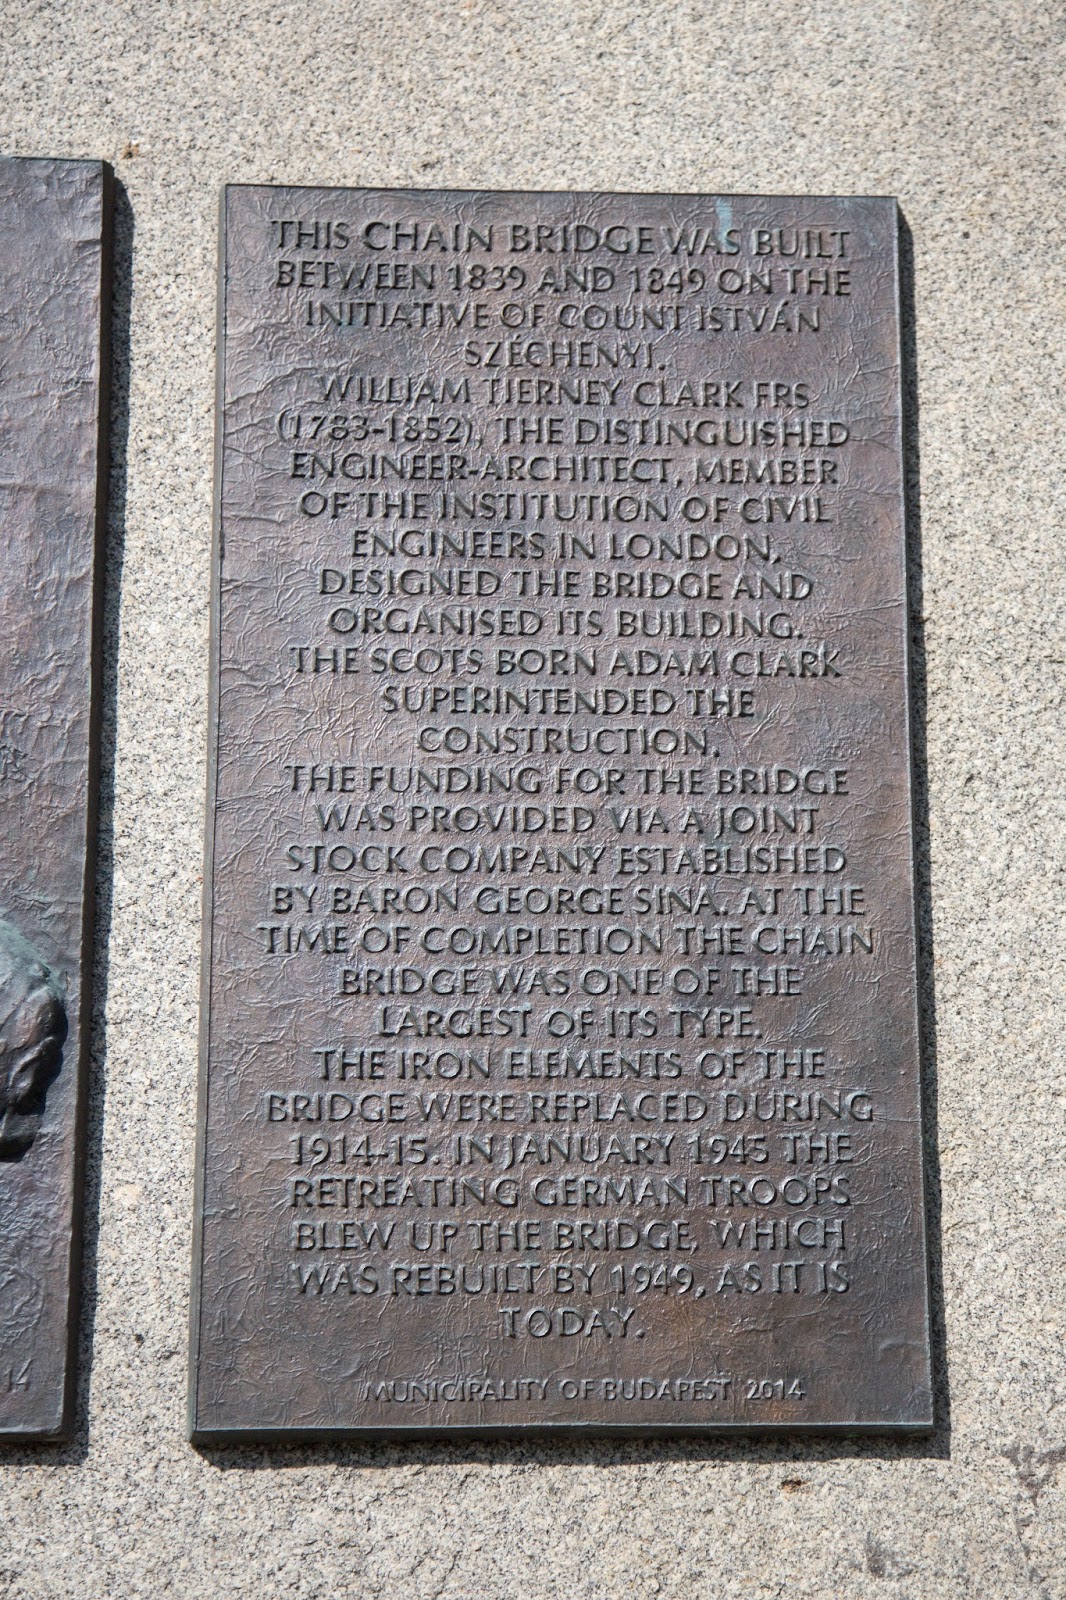 THIS CHAIN BRIDGE WAS BUILT
BETWEEN 1839 AND 1849 ON THE
INITIATIVE OF COUNT ISTVÁN
SZÉCHENYI.
WILLIAM TIERNEY CLARK FRS
(1783-1852), THE DISTINGUISHED
ENGINEER-ARCHITECT, MEMBER
OF THE INSTITUTION OF CIVIL
ENGINEERS IN LONDON,
DESIGNED THE BRIDGE AND
ORGANISED ITS BUILDING.
THE SCOTS BORN ADAM CLARK
SUPERINTENDED THE
CONSTRUCTION.
THE FUNDING FOR THE BRIDGE
WAS PROVIDED VIA A JOINT
STOCK COMPANY ESTABLISHED
BY BARON GEORGE SINA. AT THE
TIME OF COMPLETION THE CHAIN
BRIDGE WAS ONE OF THE
LARGEST OF ITS TYPE.
THE IRON ELEMENTS OF THE
BRIDGE WERE REPLACED DURING
1914-15. IN JANUARY 1945 THE
RETREATING GERMAN TROOPS
BLEW UP THE BRIDGE, WHICH
WAS REBUILT BY 1949, AS IT IS
TODAY.
MUNICIPALITY OF BUDAPEST 2014
14